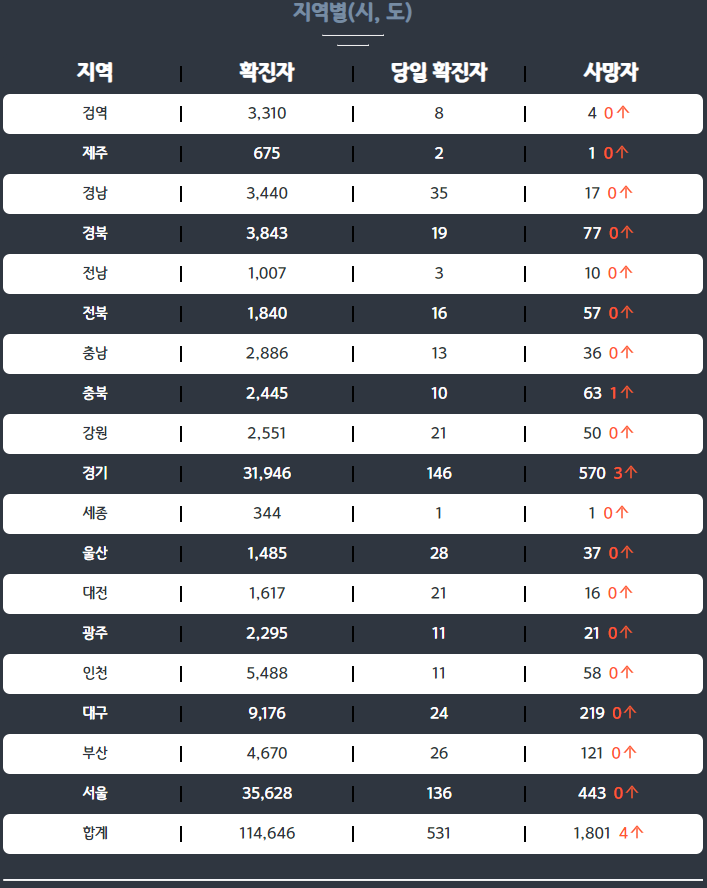 지역별(시, 도)
지역 확진자 당일 확진자 사망자
검역 3,310 8 4 0↑
제주 675 2 1 0↑
경남 3,440 35 17 0↑
경북 3,843 19 77 0↑
전남 1,007 3 10 0↑
전북 1,840 16 57 0↑
충남 2,886 13 36 0↑
충북 2,445 10 63 1↑
강원 2,551 21 50 0↑
경기 31,946 146 570 3↑
세종 344 1 1 0↑
울산 1,485 28 37 0↑
대전 1,617 21 16 0↑
광주 2,295 11 21 0↑
인천 5,488 11 58 0↑
대구 9,176 24 219 0↑
부산 4,670 26 121 0↑
서울 35,628 136 443 0↑
합계 114,646 531 1,801 4↑